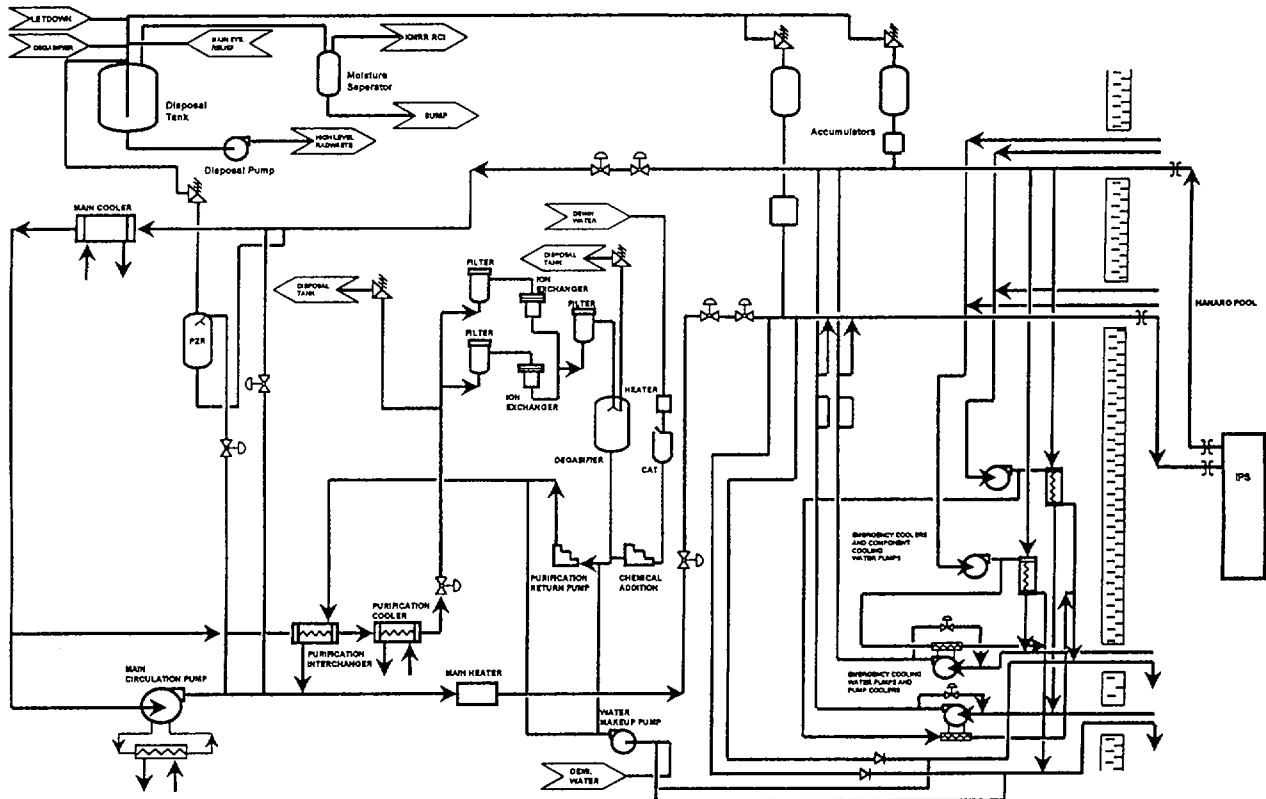 LETDOWN
DEGASIFIER
MAIN SYS.
RELIEF
KMRR RCI
Moisture
Seperator
Disposal
Tank
SUMP
HIGH LEVEL
RADWASTE
Disposal Pump
Accumulators
MAIN COOLER
DEMIN
WATER
DISPOSAL
TANK
FILTER
ION
EXCHANGER
DISPOSAL
TANK
FILTER
HANARO POOL
PZR
FILTER
HEATER
ION
EXCHANGER
DEGASIFIER
CAT
IPS
EMERGENCY COOLERS
AND COMPONENT
COOLING
WATER PUMPS
PURIFICATION
RETURN PUMP
CHEMICAL
ADDITION
PURIFICATION
COOLER
PURIFICATION
INTERCHANGER
MAIN
CIRCULATION PUMP
MAIN HEATER
EMERGENCY COOLING
WATER PUMPS AND
PUMP COOLERS
WATER
MAKEUP PUMP
DEMI.
WATER